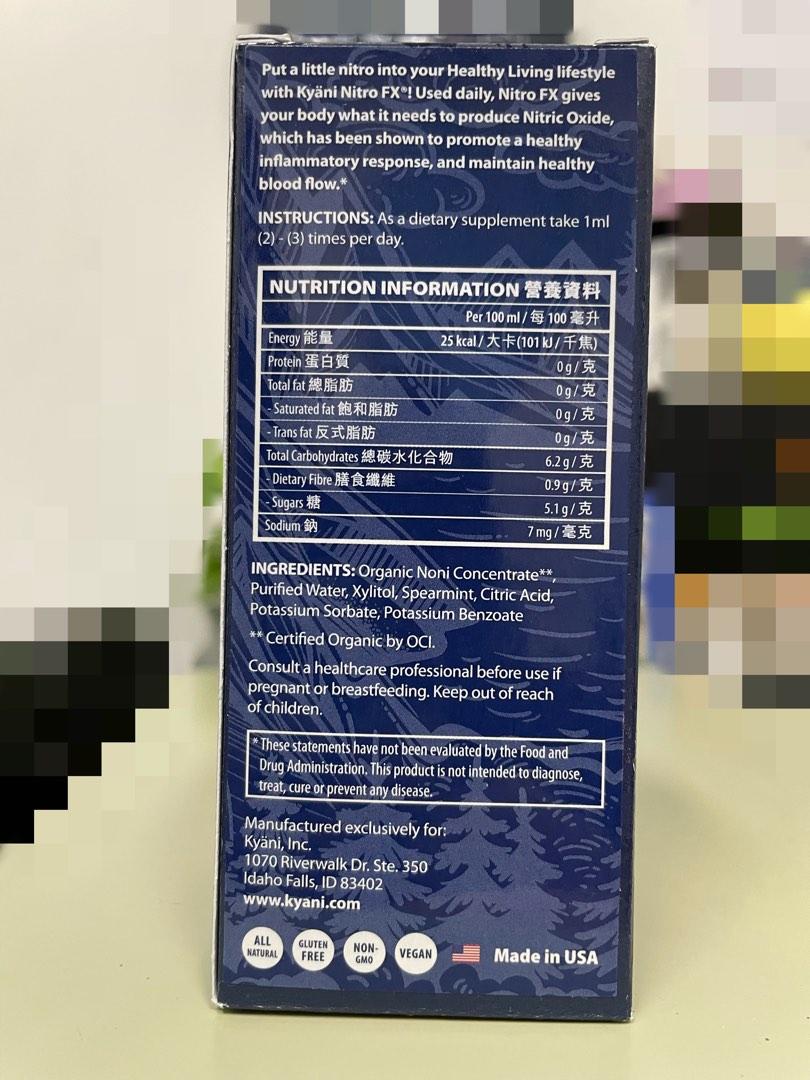 Put a little nitro into your Healthy Living lifestyle
with Kyäni Nitro FX®! Used daily, Nitro FX gives
your body what it needs to produce Nitric Oxide,
which has been shown to promote a healthy
inflammatory response, and maintain healthy
blood flow.*
INSTRUCTIONS: As a dietary supplement take 1ml
(2) - (3) times per day.
NUTRITION INFORMATION 營養資料
Per 100 ml / 每 100 毫升
Energy 能量 25 kcal / 大卡(101 kJ / 千焦)
Protein 蛋白質 0 g / 克
Total fat 總脂肪 0 g / 克
- Saturated fat 飽和脂肪 0 g / 克
- Trans fat 反式脂肪 0 g / 克
Total Carbohydrates 總碳水化合物 6.2 g / 克
- Dietary Fibre 膳食纖維 0.9 g / 克
- Sugars 糖 5.1 g / 克
Sodium 鈉 7 mg / 毫克
INGREDIENTS: Organic Noni Concentrate**,
Purified Water, Xylitol, Spearmint, Citric Acid,
Potassium Sorbate, Potassium Benzoate
** Certified Organic by OCI.
Consult a healthcare professional before use if
pregnant or breastfeeding. Keep out of reach
of children.
* These statements have not been evaluated by the Food and
Drug Administration. This product is not intended to diagnose,
treat, cure or prevent any disease.
Manufactured exclusively for:
Kyäni, Inc.
1070 Riverwalk Dr. Ste. 350
Idaho Falls, ID 83402
www.kyani.com
ALL NATURAL GLUTEN FREE NON-GMO VEGAN Made in USA